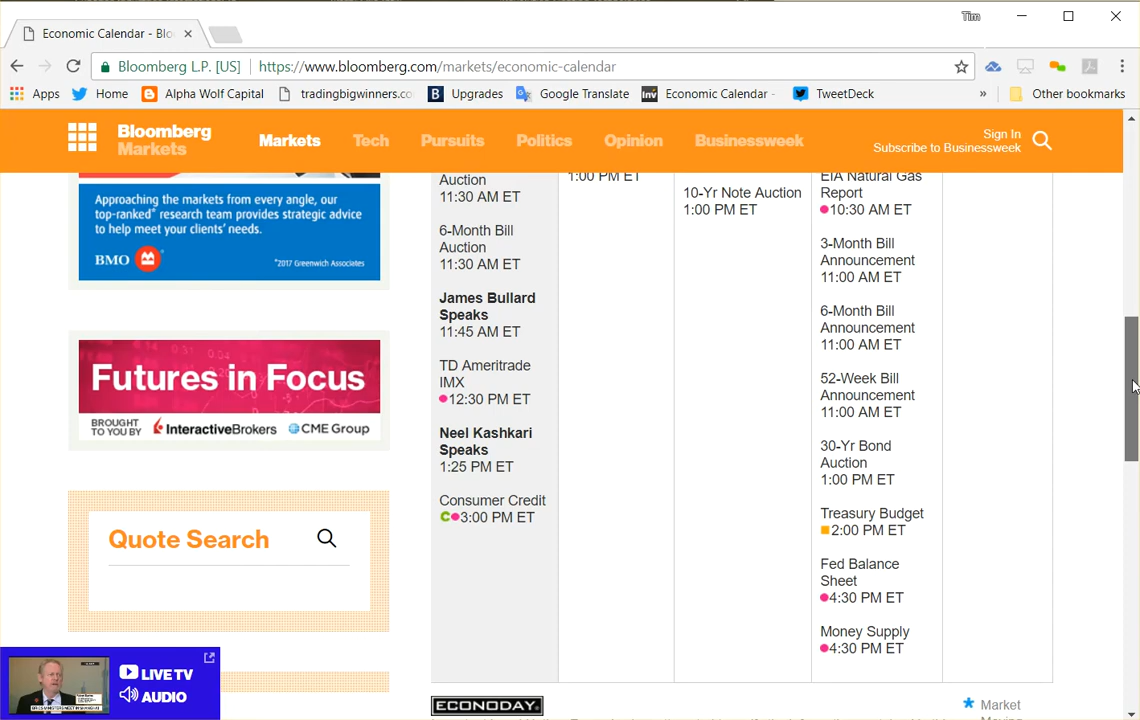 Tim
Economic Calendar - Blo
Bloomberg L.P. [US] https://www.bloomberg.com/markets/economic-calendar
Apps Home Alpha Wolf Capital tradingbigwinners.co Upgrades Google Translate Economic Calendar - TweetDeck » Other bookmarks
Bloomberg
Markets
Markets Tech Pursuits Politics Opinion Businessweek
Sign In
Subscribe to Businessweek
Approaching the markets from every angle, our
top-ranked* research team provides strategic advice
to help meet your clients' needs.
BMO
*2017 Greenwich Associates
Futures in Focus
BROUGHT
TO YOU BY
InteractiveBrokers CME Group
Quote Search
LIVE TV
AUDIO
Auction
11:30 AM ET
6-Month Bill
Auction
11:30 AM ET
James Bullard
Speaks
11:45 AM ET
TD Ameritrade
IMX
12:30 PM ET
Neel Kashkari
Speaks
1:25 PM ET
Consumer Credit
3:00 PM ET
1:00 PM ET
10-Yr Note Auction
1:00 PM ET
EIA Natural Gas
Report
10:30 AM ET
3-Month Bill
Announcement
11:00 AM ET
6-Month Bill
Announcement
11:00 AM ET
52-Week Bill
Announcement
11:00 AM ET
30-Yr Bond
Auction
1:00 PM ET
Treasury Budget
2:00 PM ET
Fed Balance
Sheet
4:30 PM ET
Money Supply
4:30 PM ET
ECONODAY
Market